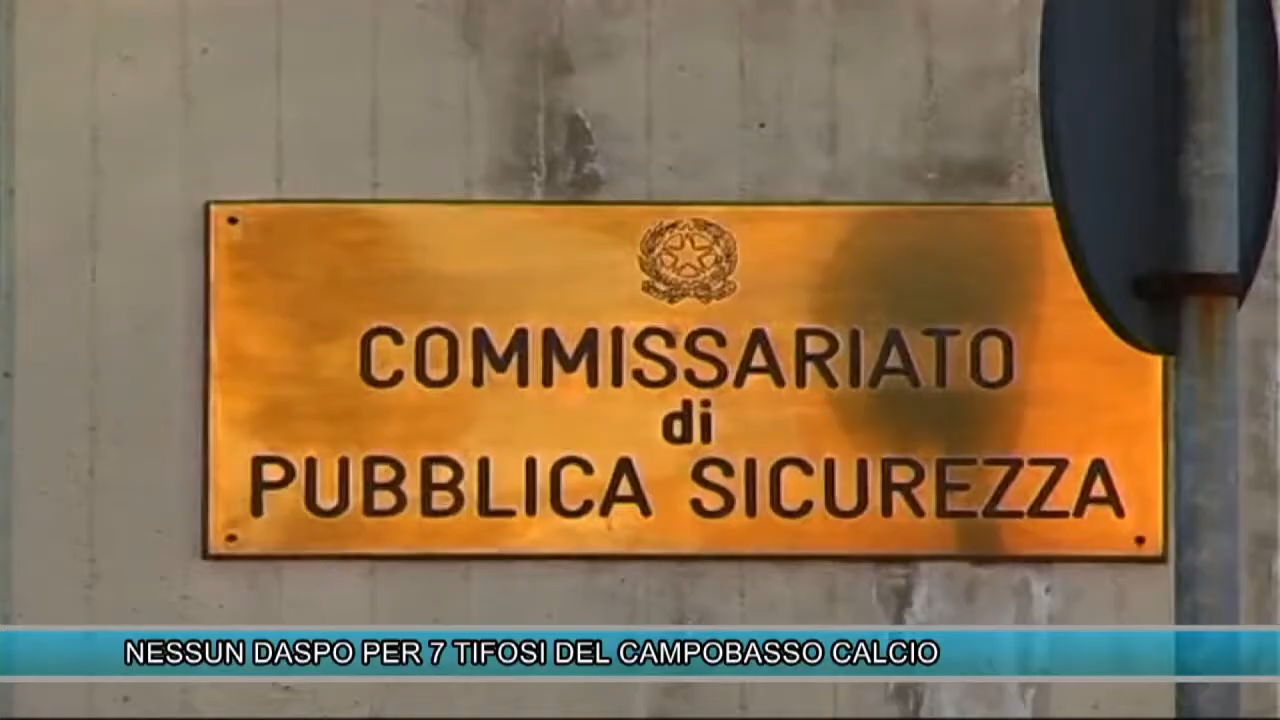 COMMISSARIATO
di
PUBBLICA SICUREZZA
NESSUN DASPO PER 7 TIFOSI DEL CAMPOBASSO CALCIO